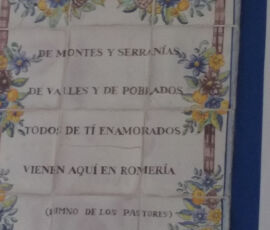 DE MONTES Y SERRANÍAS
DE VALLES Y DE POBLADOS
TODOS DE TÍ ENAMORADOS
VIENEN AQUÍ EN ROMERÍA
(HIMNO DE LOS PASTORES)